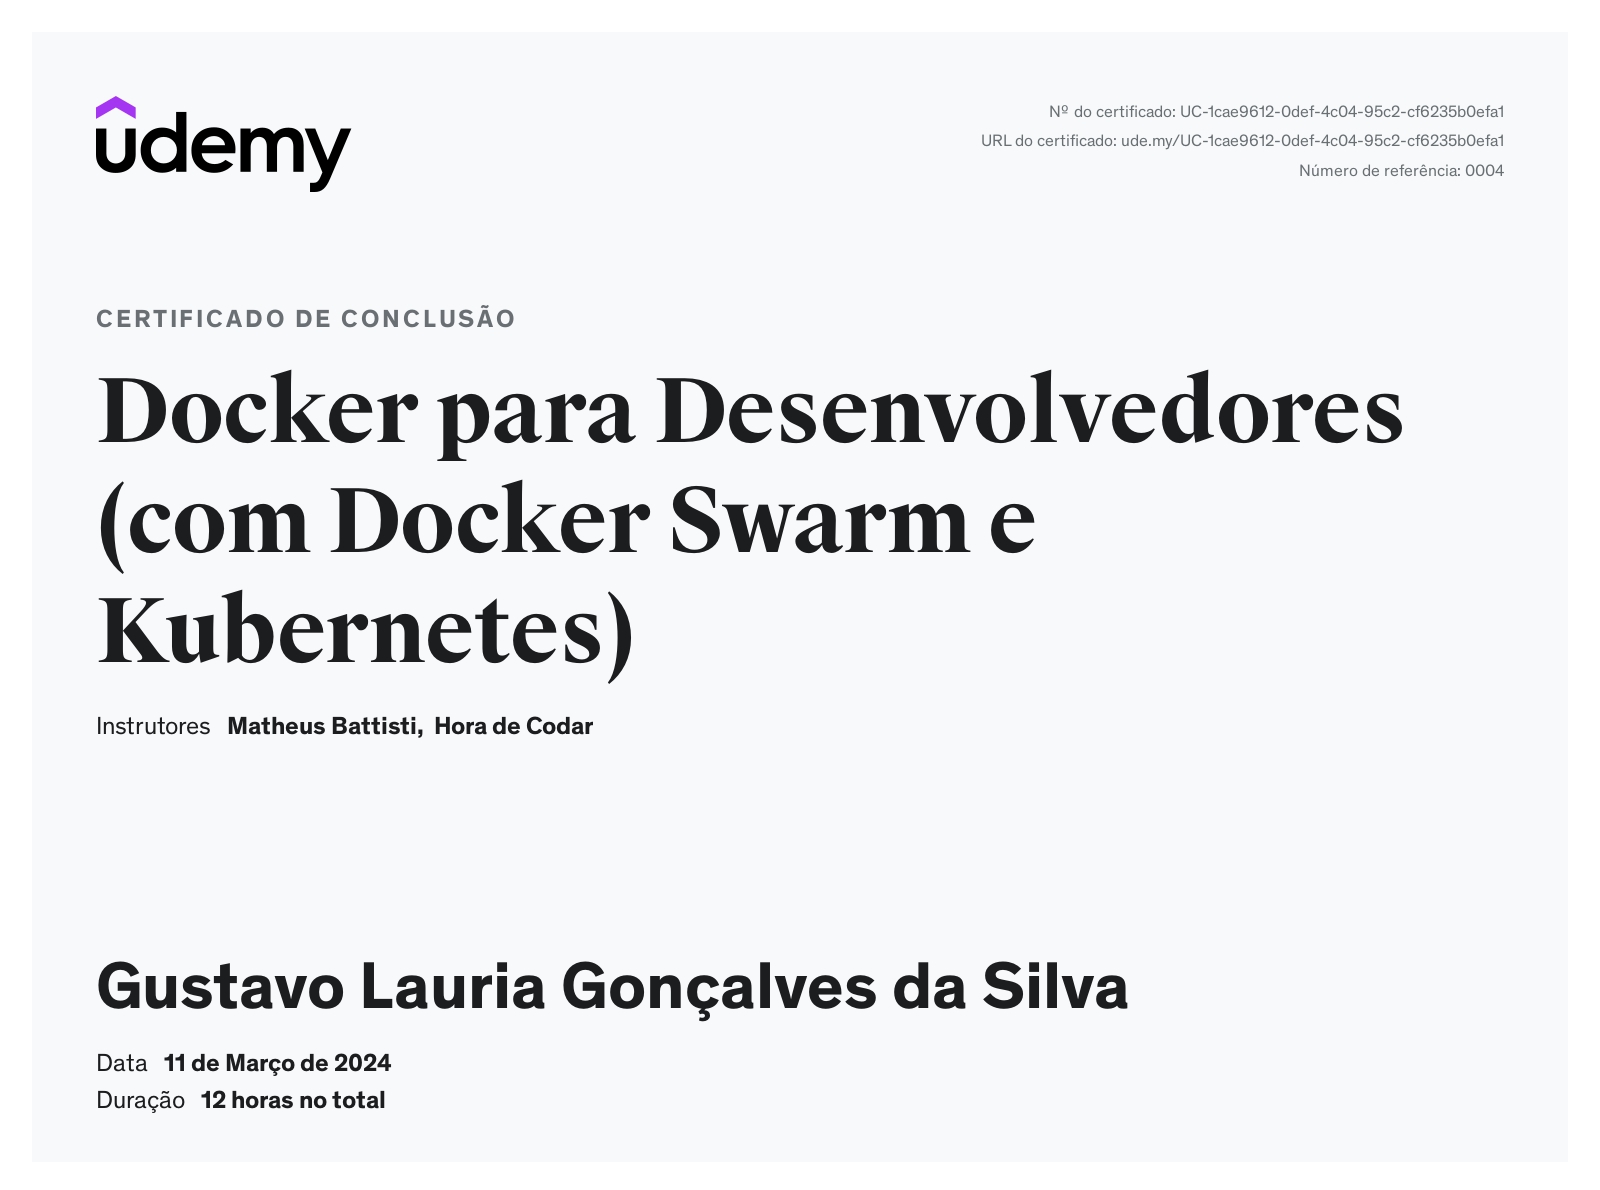 udemy
Nº do certificado: UC-1cae9612-0def-4c04-95c2-cf6235b0efa1
URL do certificado: ude.my/UC-1cae9612-0def-4c04-95c2-cf6235b0efa1
Número de referência: 0004
CERTIFICADO DE CONCLUSÃO
Docker para Desenvolvedores
(com Docker Swarm e
Kubernetes)
Instrutores Matheus Battisti, Hora de Codar
Gustavo Lauria Gonçalves da Silva
Data 11 de Março de 2024
Duração 12 horas no total